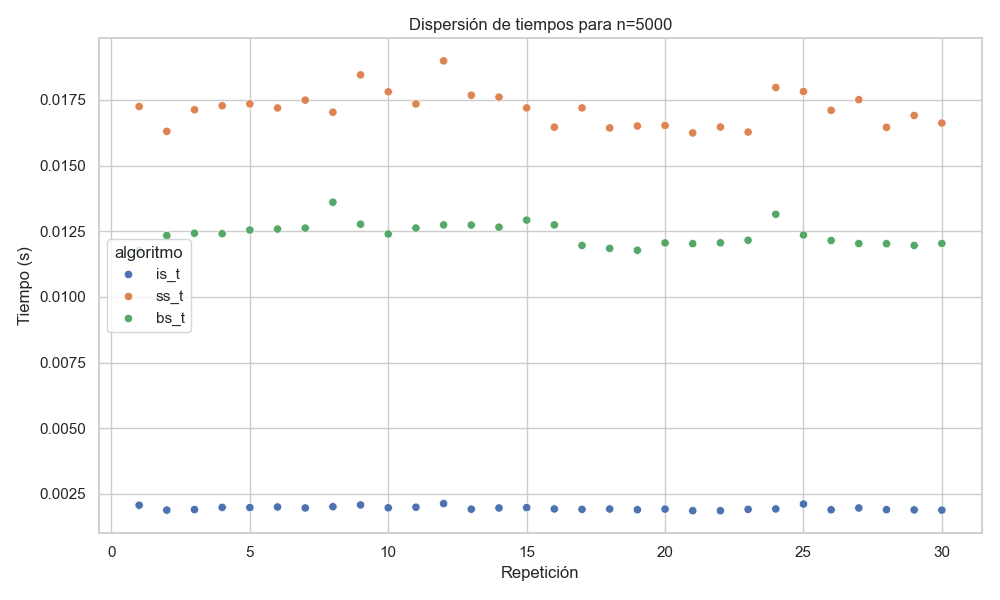 Dispersión de tiempos para n=5000
Tiempo (s)
0.0175
0.0150
0.0125
0.0100
0.0075
0.0050
0.0025
algoritmo
is_t
ss_t
bs_t
0 5 10 15 20 25 30
Repetición